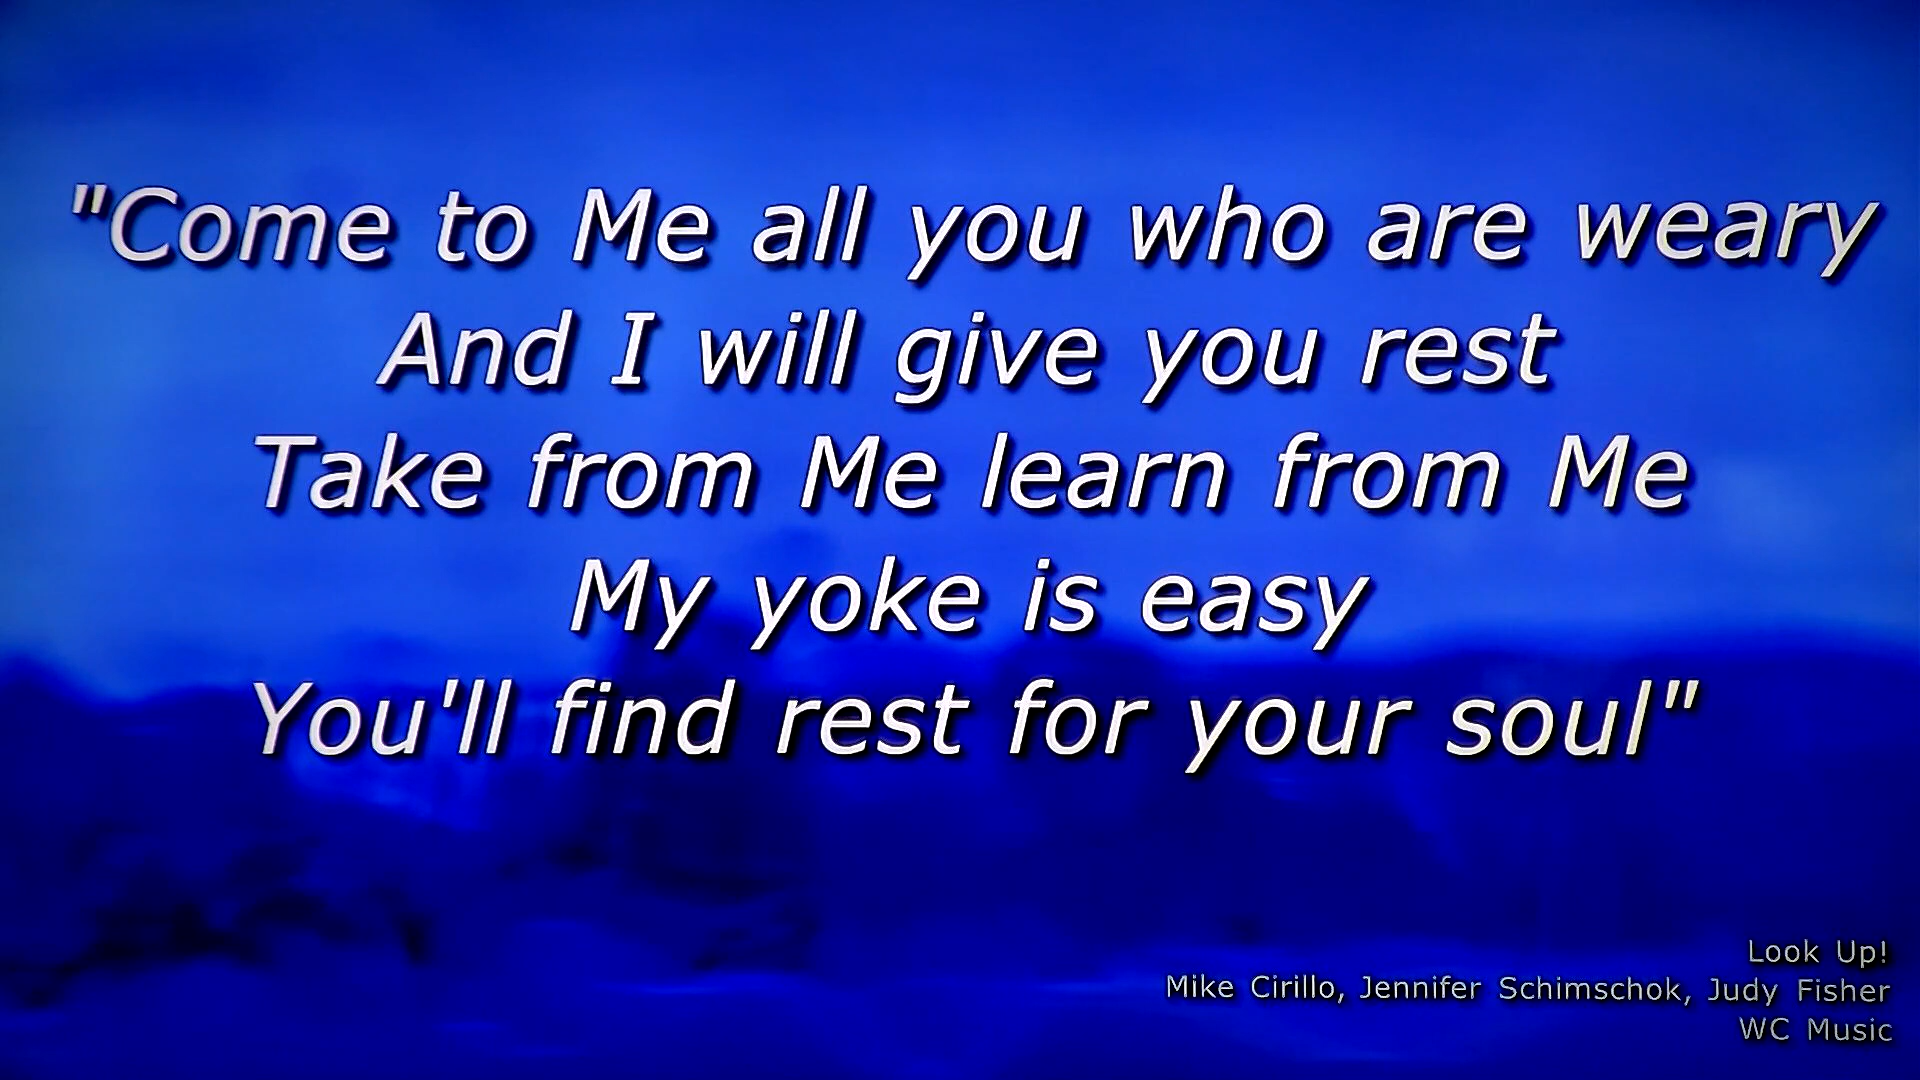 "Come to Me all you who are weary
And I will give you rest
Take from Me learn from Me
My yoke is easy
You'll find rest for your soul"
Look Up!
Mike Cirillo, Jennifer Schimschok, Judy Fisher
WC Music